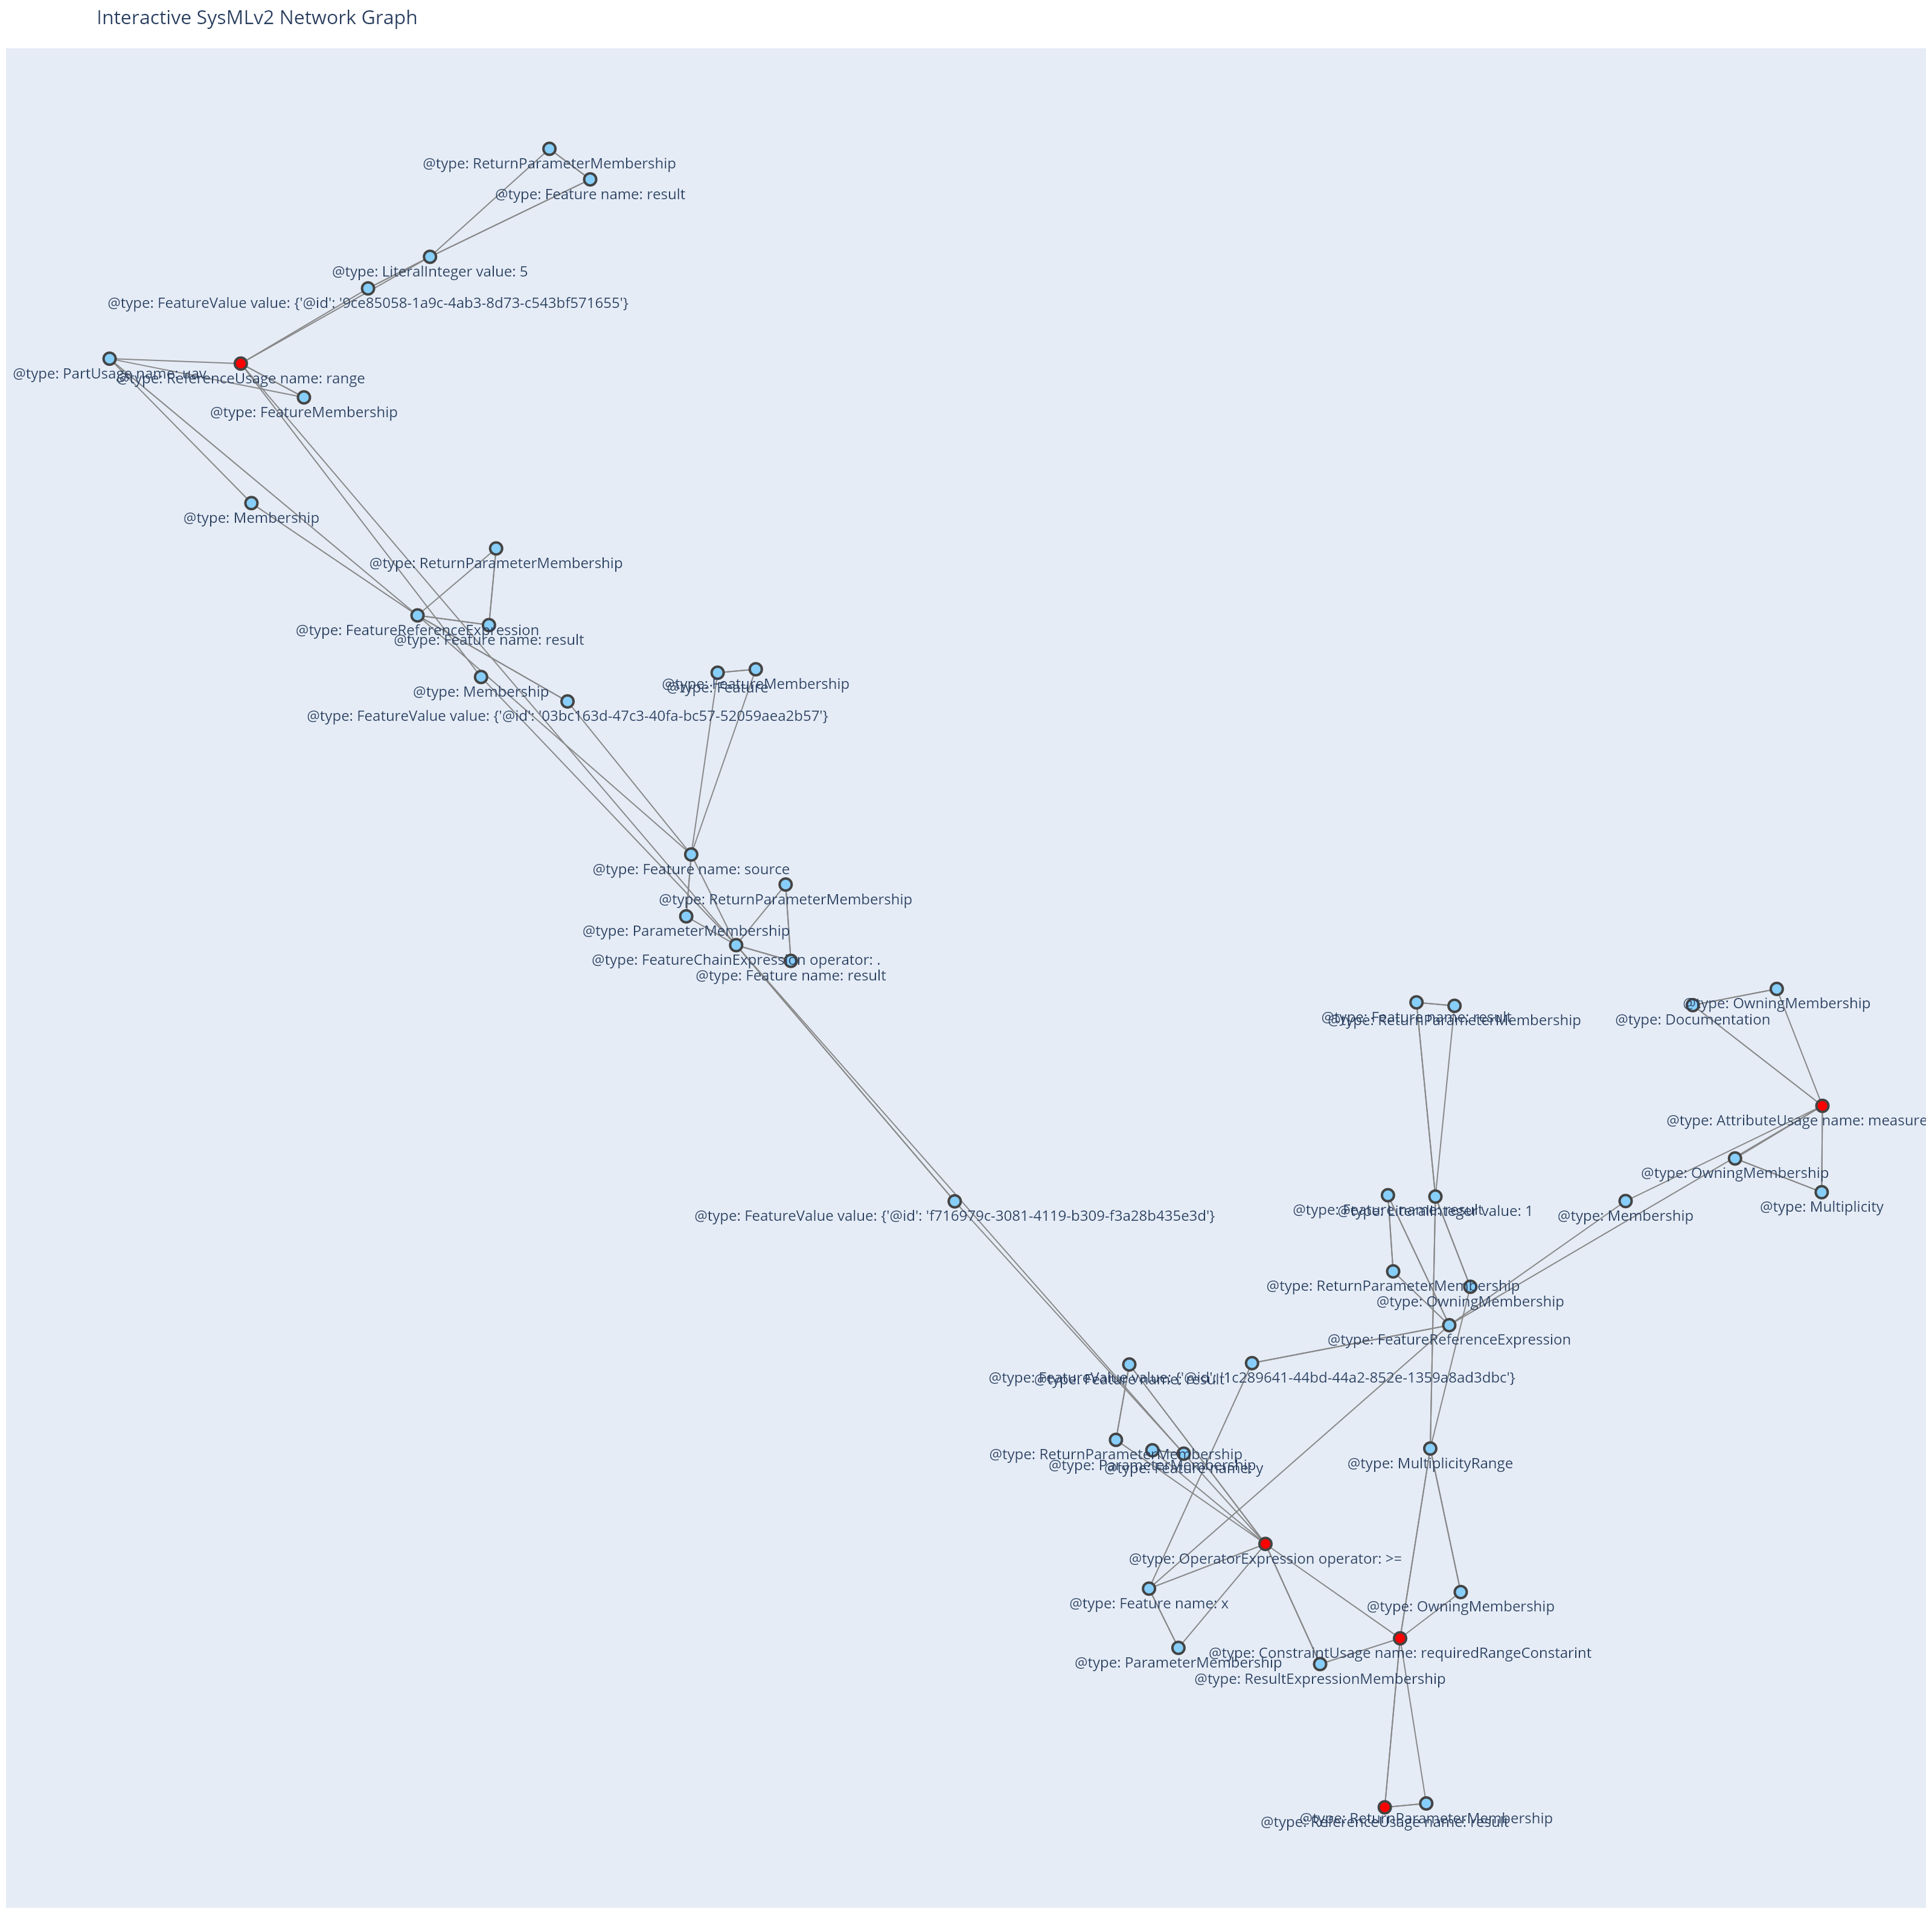 Interactive SysMLv2 Network Graph
@type: ReturnParameterMembership
@type: Feature name: result
@type: LiteralInteger value: 5
@type: FeatureValue value: {'@id': '9ce85058-1a9c-4ab3-8d73-c543bf571655'}
@type: PartUsage name: uav
@type: ReferenceUsage name: range
@type: FeatureMembership
@type: Membership
@type: ReturnParameterMembership
@type: FeatureReferenceExpression
@type: Feature name: result
@type: FeatureMembership
@type: Feature
@type: Membership
@type: FeatureValue value: {'@id': '03bc163d-47c3-40fa-bc57-52059aea2b57'}
@type: Feature name: source
@type: ReturnParameterMembership
@type: ParameterMembership
@type: FeatureChainExpression operator: .
@type: Feature name: result
@type: OwningMembership
@type: Feature name: result
@type: ReturnParameterMembership
@type: Documentation
@type: AttributeUsage name: measure
@type: OwningMembership
@type: Multiplicity
@type: Feature name: result
@type: LiteralInteger value: 1
@type: Membership
@type: FeatureValue value: {'@id': 'f716979c-3081-4119-b309-f3a28b435e3d'}
@type: ReturnParameterMembership
@type: OwningMembership
@type: FeatureReferenceExpression
@type: FeatureValue value: {'@id': '1c289641-44bd-44a2-852e-1359a8ad3dbc'}
@type: Feature name: result
@type: ReturnParameterMembership
@type: ParameterMembership
@type: Feature name: y
@type: MultiplicityRange
@type: OperatorExpression operator: >=
@type: Feature name: x
@type: OwningMembership
@type: ConstraintUsage name: requiredRangeConstarint
@type: ParameterMembership
@type: ResultExpressionMembership
@type: ReturnParameterMembership
@type: ReferenceUsage name: result